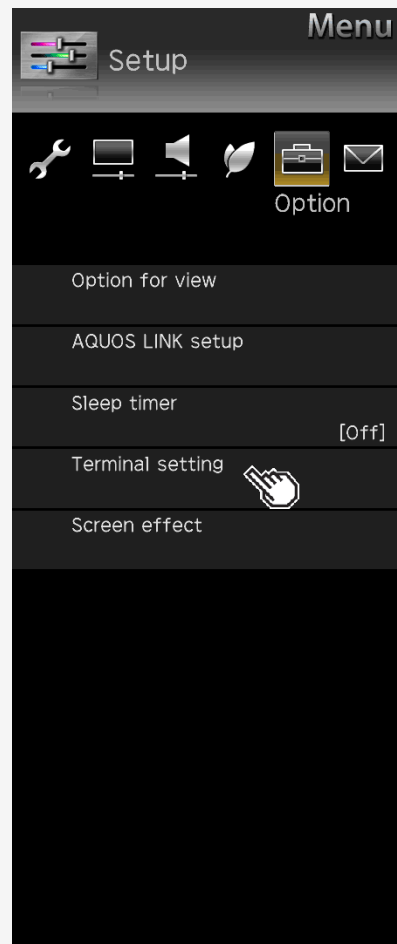 Menu
Setup
Option
Option for view
AQUOS LINK setup
Sleep timer
[Off]
Terminal setting
Screen effect